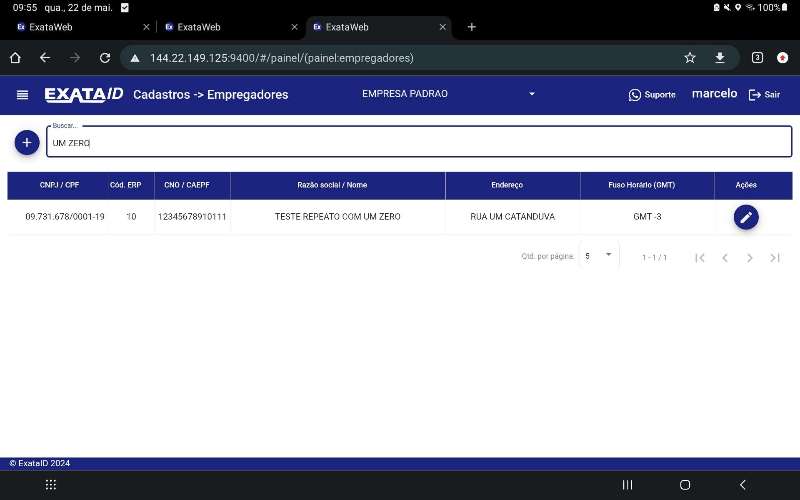 09:55 qua., 22 de mai. 100%
ExataWeb ExataWeb ExataWeb
144.22.149.125:9400/#/painel/(painel:empregadores) 3
EXATAID Cadastros -> Empregadores EMPRESA PADRAO Suporte marcelo Sair
Buscar...
UM ZERO
CNPJ / CPF Cód. ERP CNO / CAEPF Razão social / Nome Endereço Fuso Horário (GMT) Ações
09.731.678/0001-19 10 12345678910111 TESTE REPEATO COM UM ZERO RUA UM CATANDUVA GMT -3
Qtd. por página: 5 1 - 1 / 1
© ExataID 2024